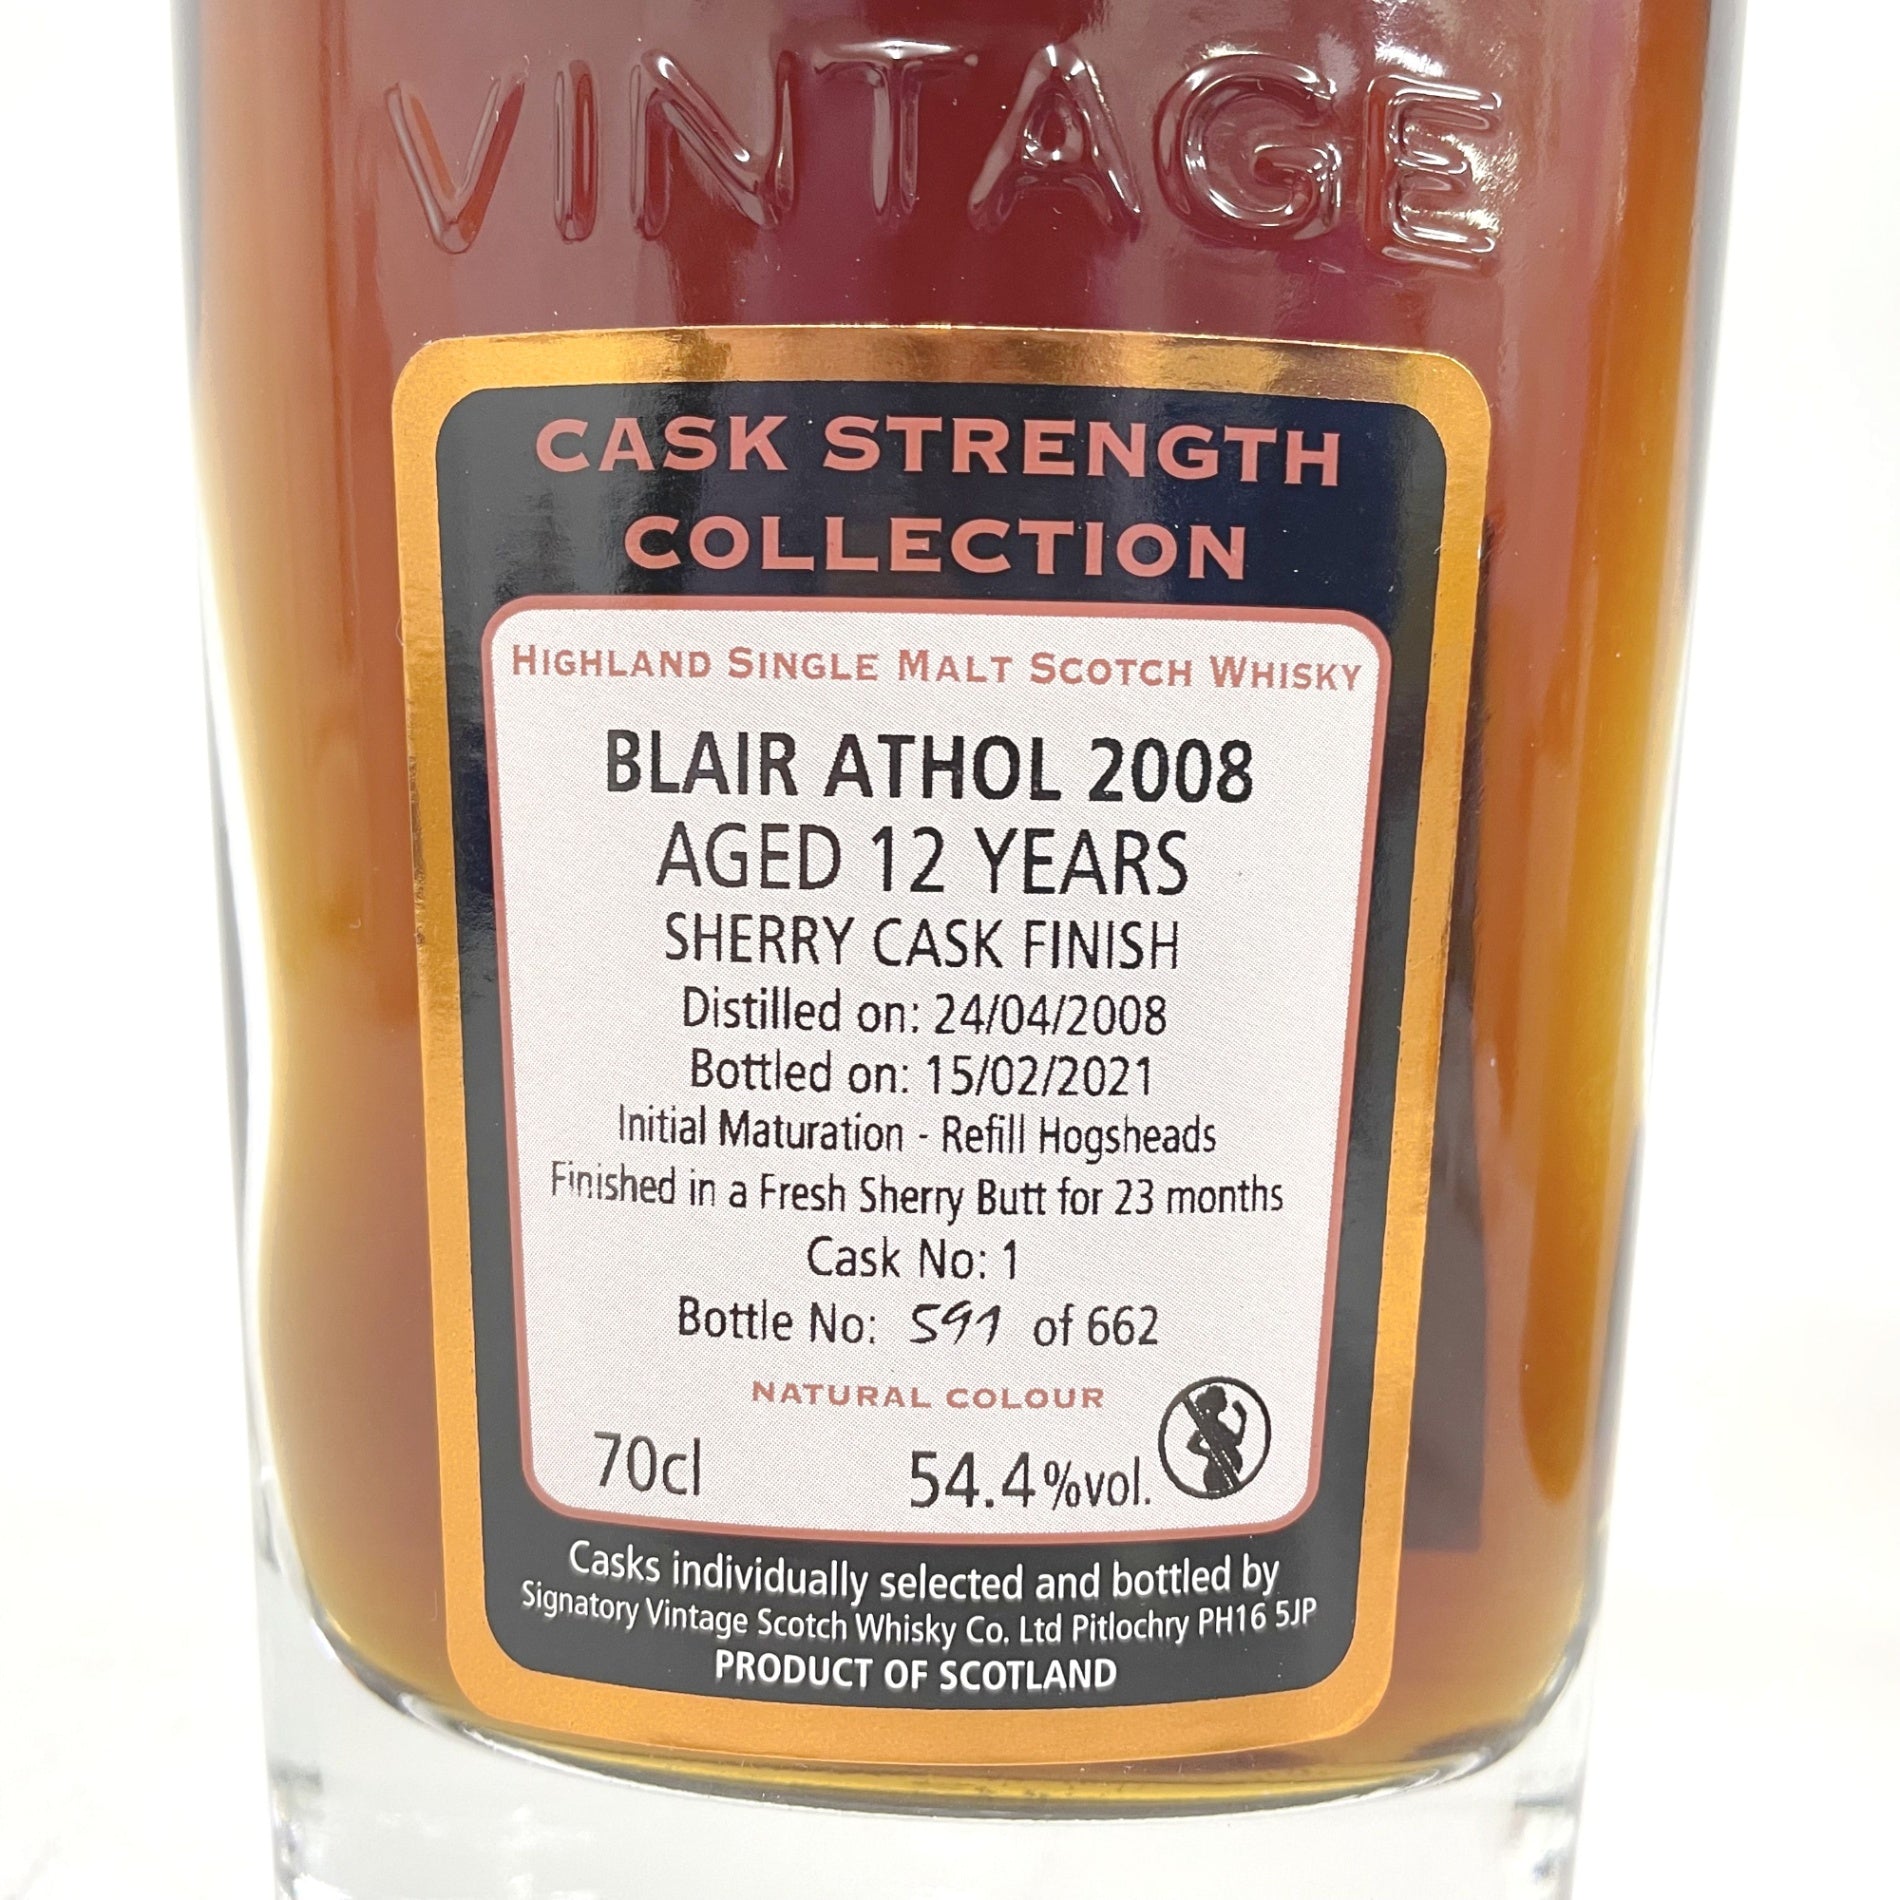 VINTAGE
CASK STRENGTH
COLLECTION
HIGHLAND SINGLE MALT SCOTCH WHISKY
BLAIR ATHOL 2008
AGED 12 YEARS
SHERRY CASK FINISH
Distilled on: 24/04/2008
Bottled on: 15/02/2021
Initial Maturation - Refill Hogsheads
Finished in a Fresh Sherry Butt for 23 months
Cask No: 1
Bottle No: 591 of 662
NATURAL COLOUR
70cl 54.4%vol.
Casks individually selected and bottled by
Signatory Vintage Scotch Whisky Co. Ltd Pitlochry PH16 5JP
PRODUCT OF SCOTLAND